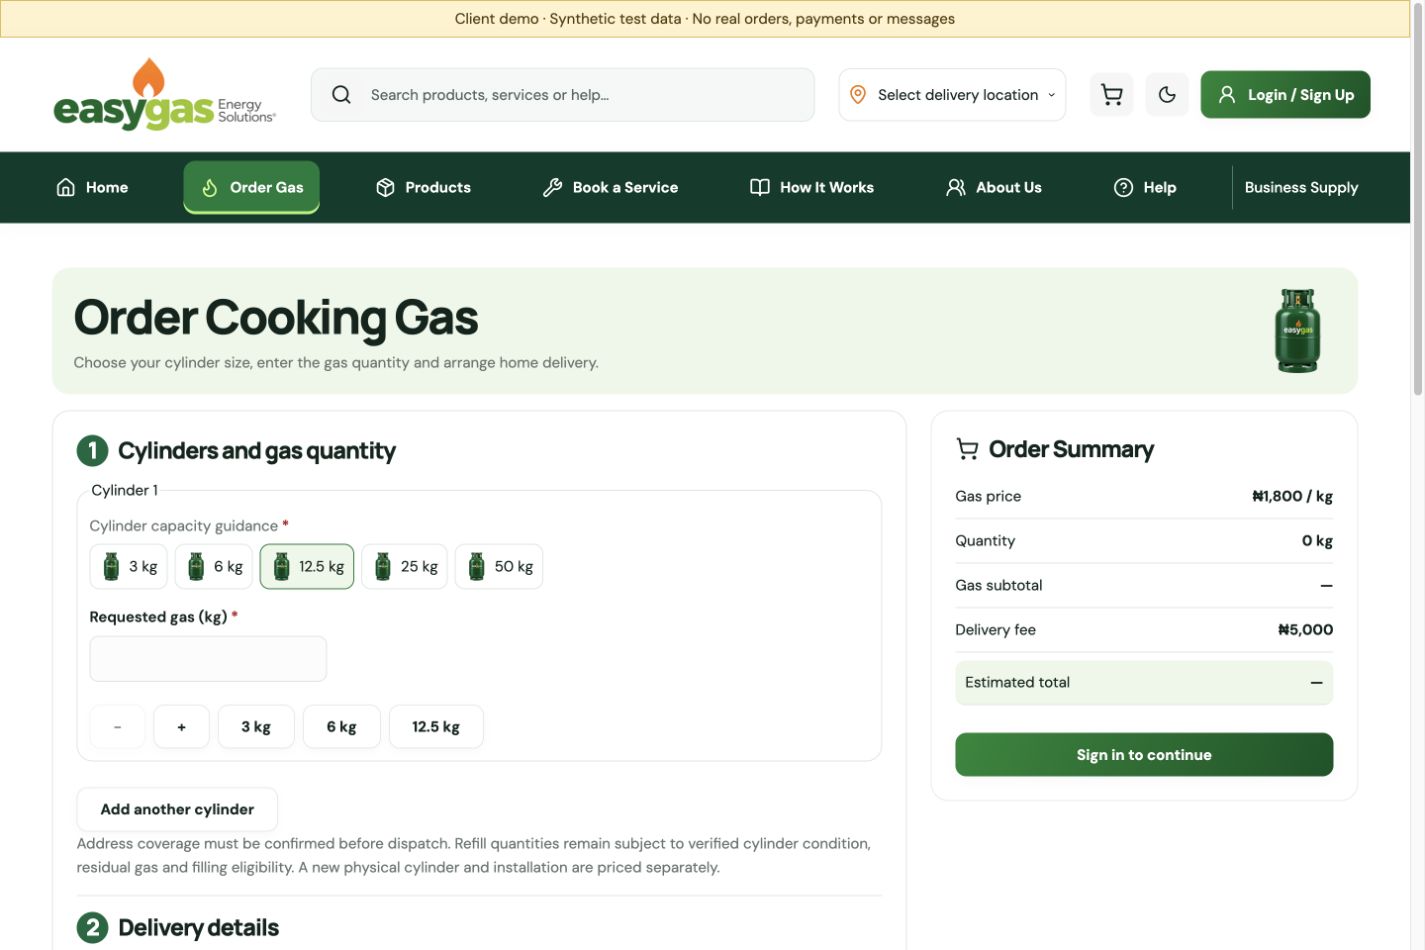 Client demo · Synthetic test data · No real orders, payments or messages
easygas Energy Solutions®
Search products, services or help...
Select delivery location
Login / Sign Up
Home
Order Gas
Products
Book a Service
How It Works
About Us
Help
Business Supply
Order Cooking Gas
Choose your cylinder size, enter the gas quantity and arrange home delivery.
easygas
1 Cylinders and gas quantity
Cylinder 1
Cylinder capacity guidance *
3 kg
6 kg
12.5 kg
25 kg
50 kg
Requested gas (kg) *
-
+
3 kg
6 kg
12.5 kg
Add another cylinder
Address coverage must be confirmed before dispatch. Refill quantities remain subject to verified cylinder condition,
residual gas and filling eligibility. A new physical cylinder and installation are priced separately.
2 Delivery details
Order Summary
Gas price ₦1,800 / kg
Quantity 0 kg
Gas subtotal —
Delivery fee ₦5,000
Estimated total —
Sign in to continue